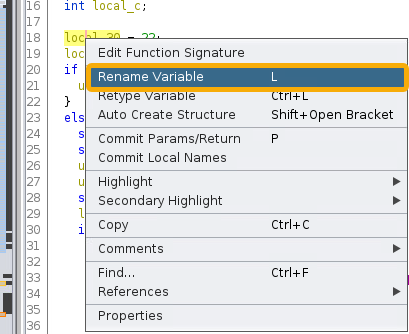 16 int local_c;
17
18 local_20 = 22;
19 loc
20 if
21 u
22 }
23 els
24 s
25 s
26 u
27 u
28 s
29 l
30 i
31
32
33
34
35
36
Edit Function Signature
Rename Variable L
Retype Variable Ctrl+L
Auto Create Structure Shift+Open Bracket
Commit Params/Return P
Commit Local Names
Highlight
Secondary Highlight
Copy Ctrl+C
Comments
Find... Ctrl+F
References
Properties